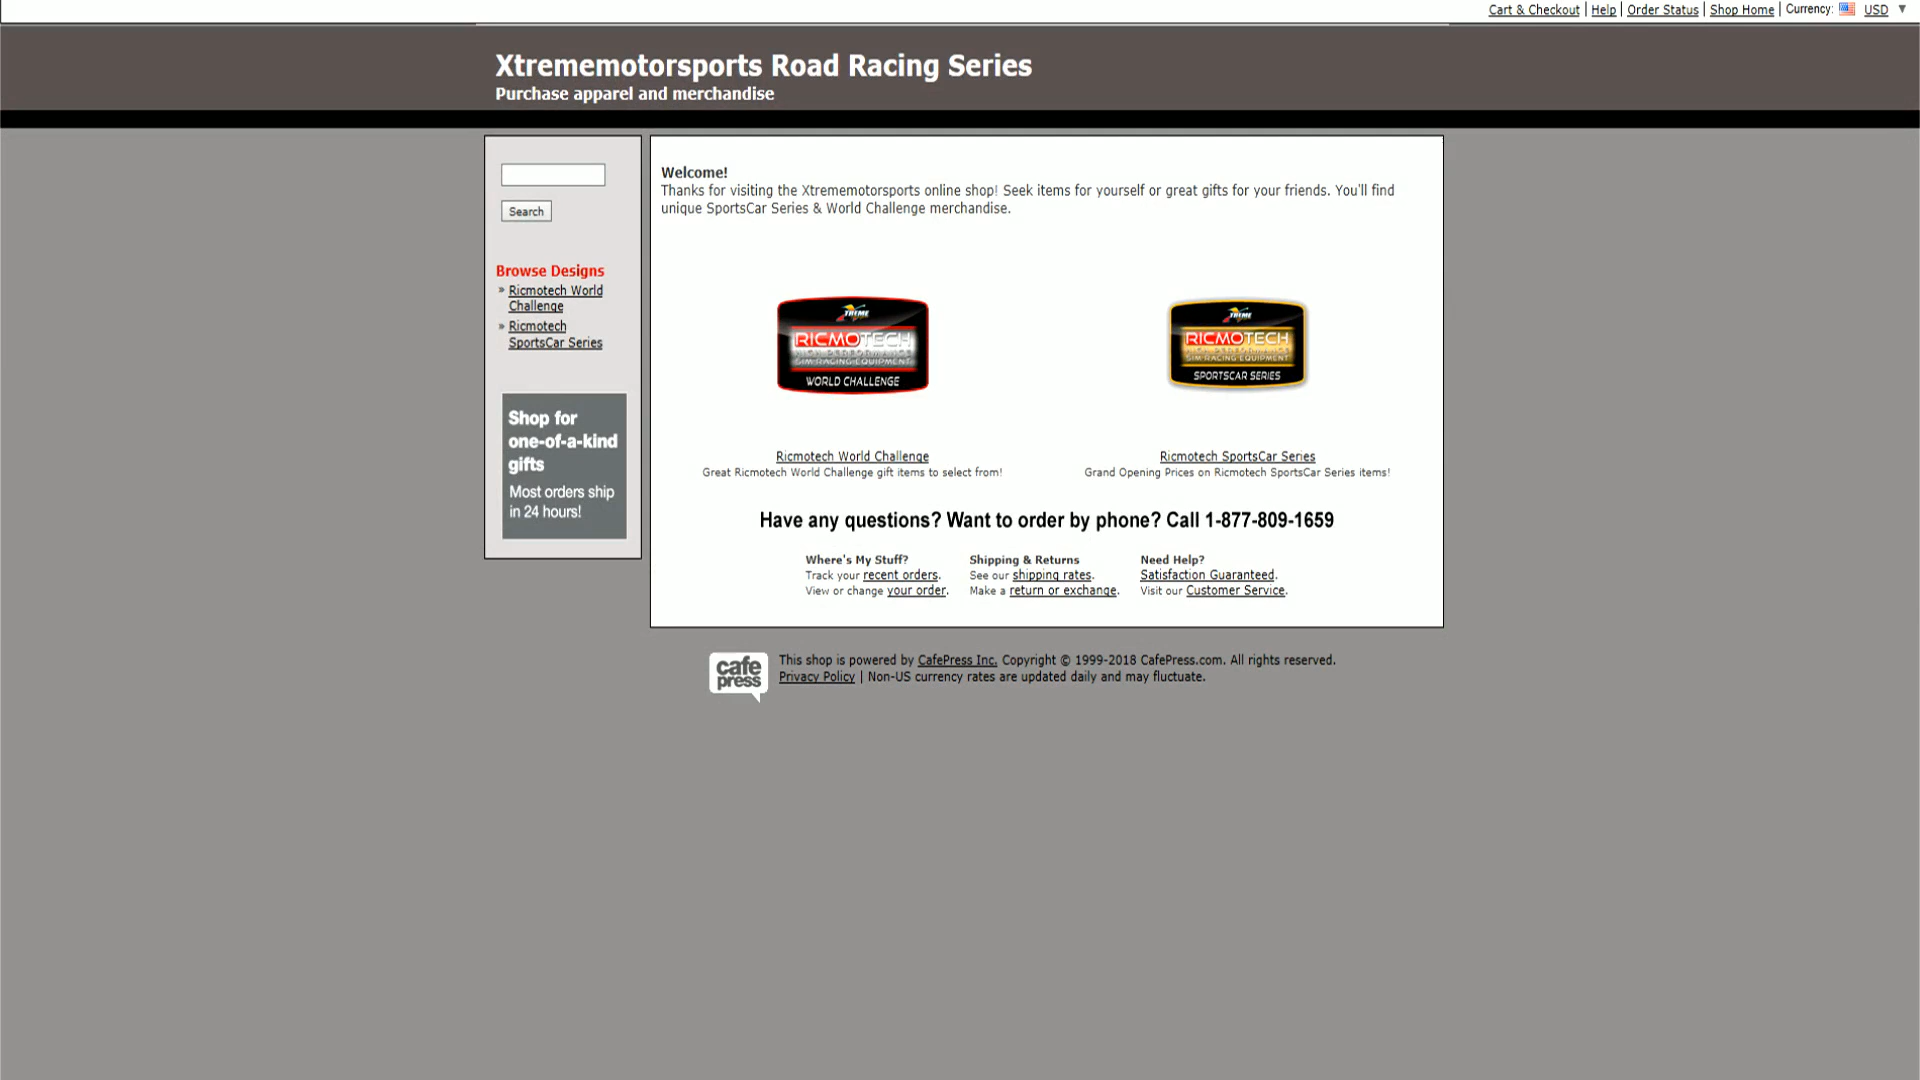 Cart & Checkout | Help | Order Status | Shop Home | Currency: USD ▼
Xtrememotorsports Road Racing Series
Purchase apparel and merchandise
Search
Browse Designs
» Ricmotech World
Challenge
» Ricmotech
SportsCar Series
Shop for
one-of-a-kind
gifts
Most orders ship
in 24 hours!
Welcome!
Thanks for visiting the Xtrememotorsports online shop! Seek items for yourself or great gifts for your friends. You'll find
unique SportsCar Series & World Challenge merchandise.
XTREME
RICMOTECH
HIGH PERFORMANCE
SIM RACING EQUIPMENT
WORLD CHALLENGE
XTREME
RICMOTECH
HIGH PERFORMANCE
SIM RACING EQUIPMENT
SPORTSCAR SERIES
Ricmotech World Challenge
Great Ricmotech World Challenge gift items to select from!
Ricmotech SportsCar Series
Grand Opening Prices on Ricmotech SportsCar Series items!
Have any questions? Want to order by phone? Call 1-877-809-1659
Where's My Stuff?
Track your recent orders.
View or change your order.
Shipping & Returns
See our shipping rates.
Make a return or exchange.
Need Help?
Satisfaction Guaranteed.
Visit our Customer Service.
cafe
press
This shop is powered by CafePress Inc. Copyright © 1999-2018 CafePress.com. All rights reserved.
Privacy Policy | Non-US currency rates are updated daily and may fluctuate.